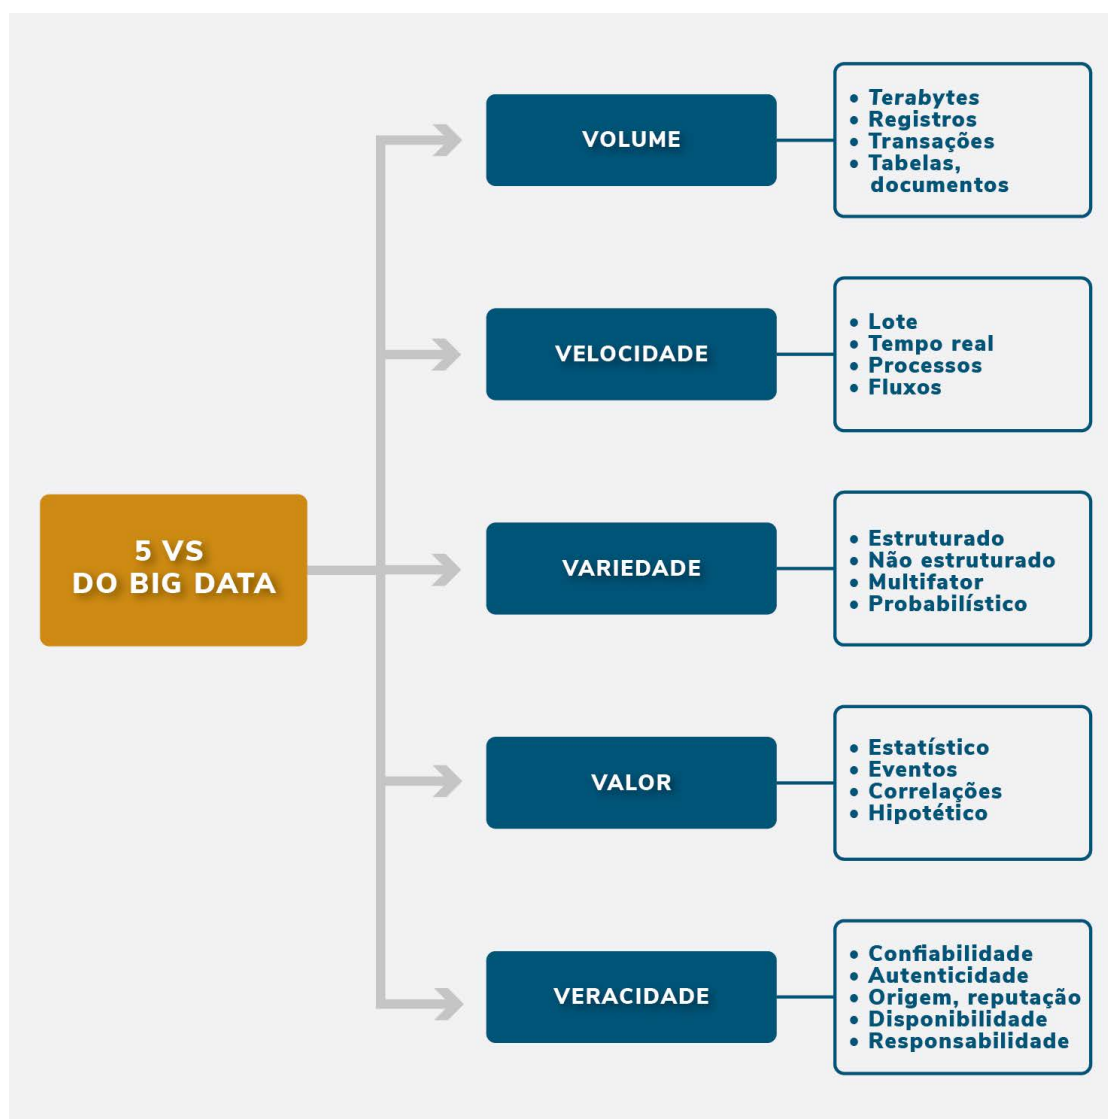 5 VS
DO BIG DATA
VOLUME
• Terabytes
• Registros
• Transações
• Tabelas,
documentos
VELOCIDADE
• Lote
• Tempo real
• Processos
• Fluxos
VARIEDADE
• Estruturado
• Não estruturado
• Multifator
• Probabilístico
VALOR
• Estatístico
• Eventos
• Correlações
• Hipotético
VERACIDADE
• Confiabilidade
• Autenticidade
• Origem, reputação
• Disponibilidade
• Responsabilidade